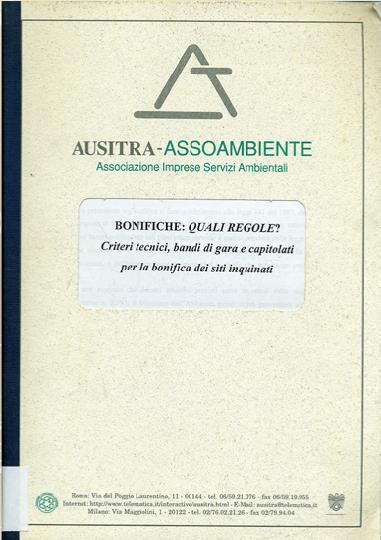 AUSITRA-ASSOAMBIENTE
Associazione Imprese Servizi Ambientali
BONIFICHE: QUALI REGOLE?
Criteri tecnici, bandi di gara e capitolati
per la bonifica dei siti inquinati
Roma: Via del Poggio Laurentino, 11 - 00144 - tel. 06/59.21.176 - fax 06/59.19.955
Internet: http://www.telematica.it/interactive/ausitra.html - E-Mail: ausitra@telematica.it
Milano: Via Maggiolini, 1 - 20122 - tel. 02/76.02.21.26 - fax 02/78.94.04